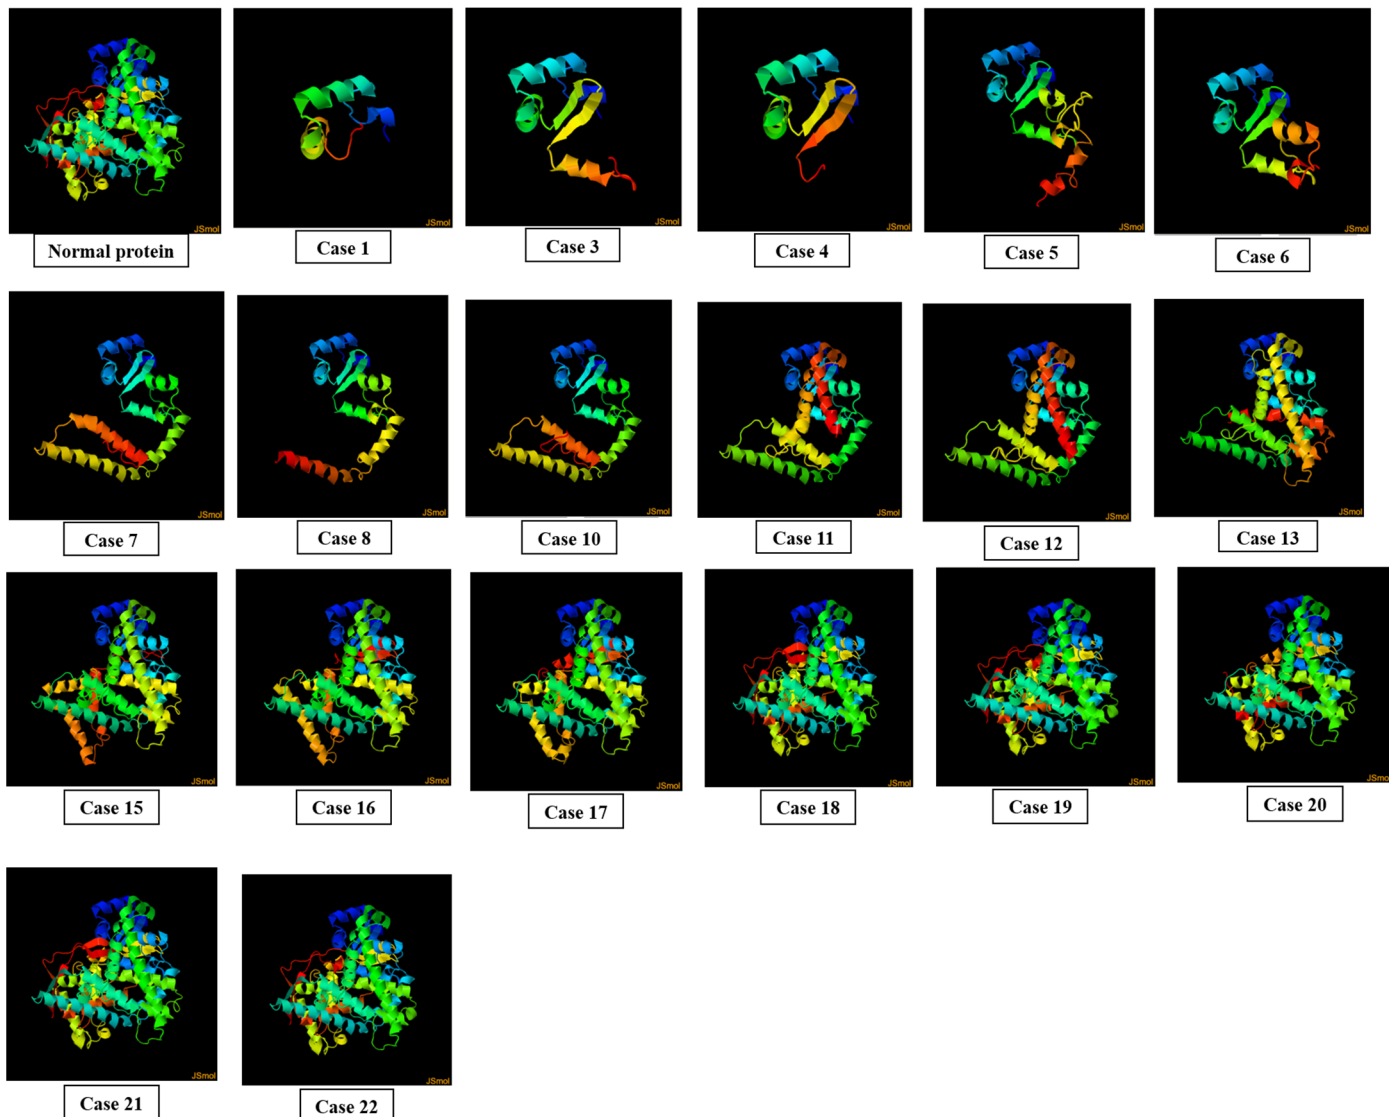 JSmol
JSmol
JSmol
JSmol
JSmol
JSmol
Normal protein
Case 1
Case 3
Case 4
Case 5
Case 6
JSmol
JSmol
JSmol
JSmol
JSmol
JSmol
Case 7
Case 8
Case 10
Case 11
Case 12
Case 13
JSmol
JSmol
JSmol
JSmol
JSmol
JSmol
Case 15
Case 16
Case 17
Case 18
Case 19
Case 20
JSmol
JSmol
Case 21
Case 22